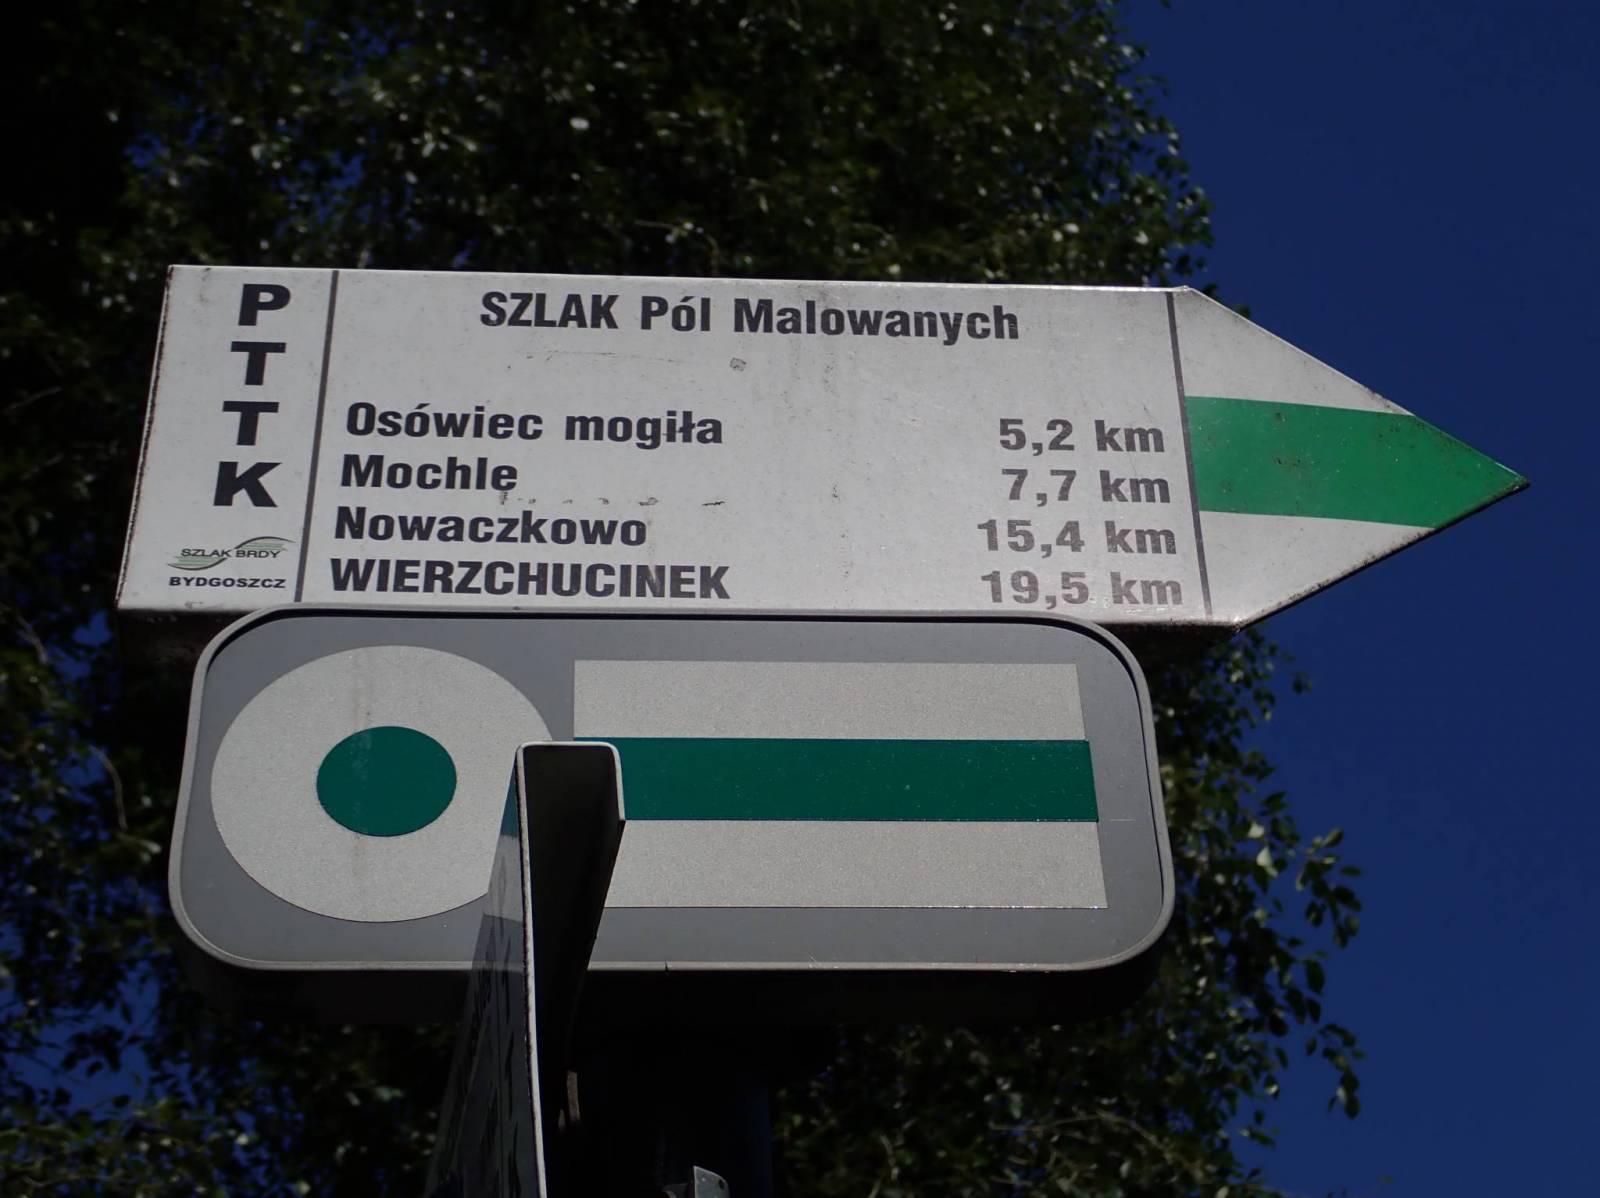 PTTK
SZLAK BRDY
BYDGOSZCZ
SZLAK Pól Malowanych
Osówiec mogiła 5,2 km
Mochle 7,7 km
Nowaczkowo 15,4 km
WIERZCHUCINEK 19,5 km